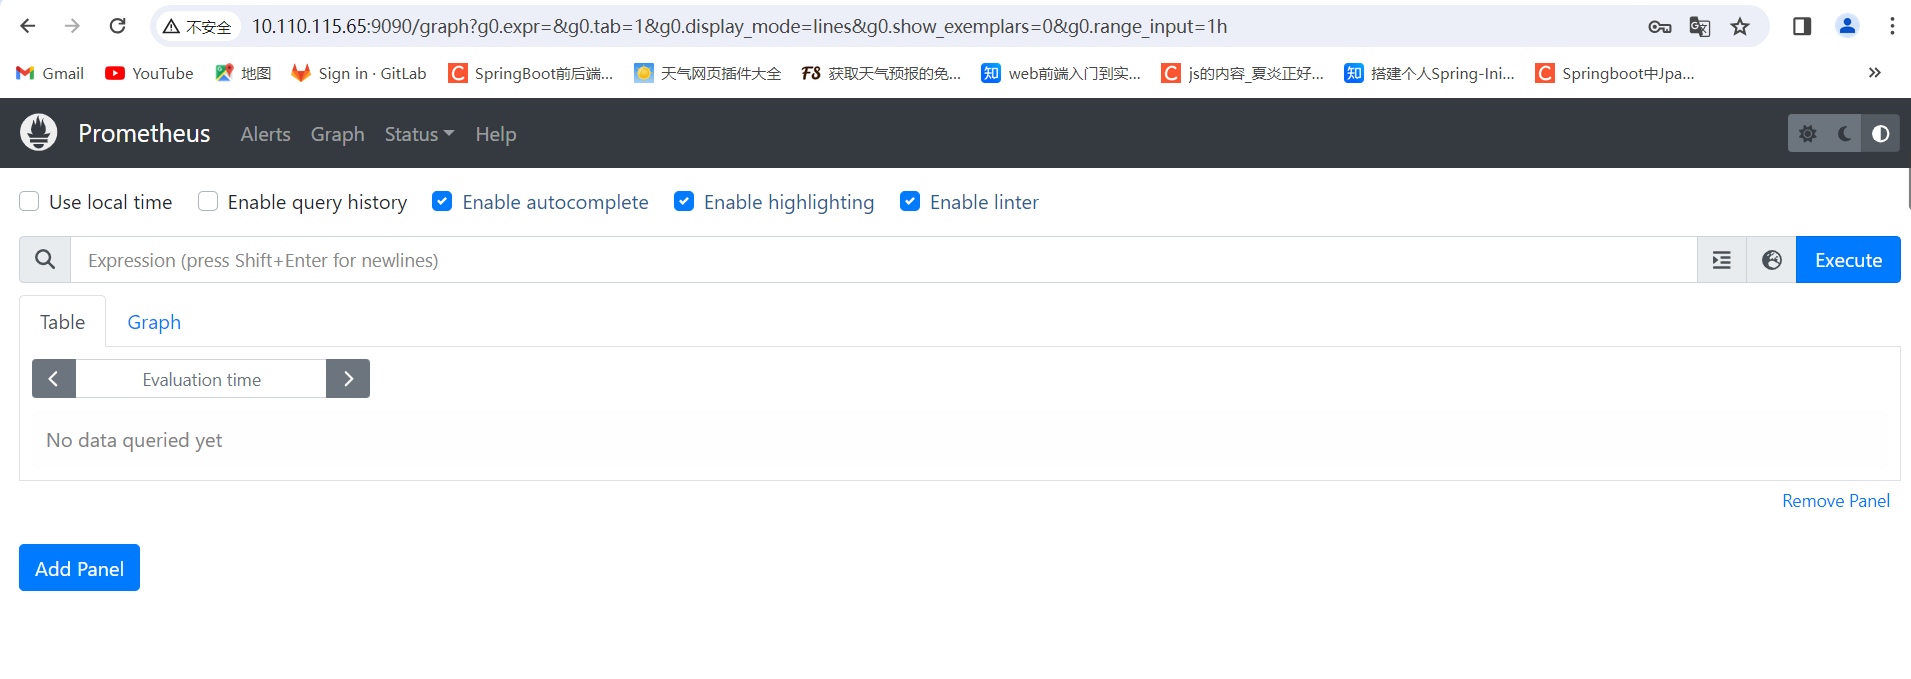 不安全 10.110.115.65:9090/graph?g0.expr=&g0.tab=1&g0.display_mode=lines&g0.show_exemplars=0&g0.range_input=1h
Gmail YouTube 地图 Sign in · GitLab SpringBoot前后端... 天气网页插件大全 FS 获取天气预报的免... 知 web前端入门到实... js的内容_夏炎正好... 知 搭建个人Spring-Ini... Springboot中Jpa...
Prometheus Alerts Graph Status Help
Use local time Enable query history Enable autocomplete Enable highlighting Enable linter
Expression (press Shift+Enter for newlines) Execute
Table Graph
Evaluation time
No data queried yet
Remove Panel
Add Panel